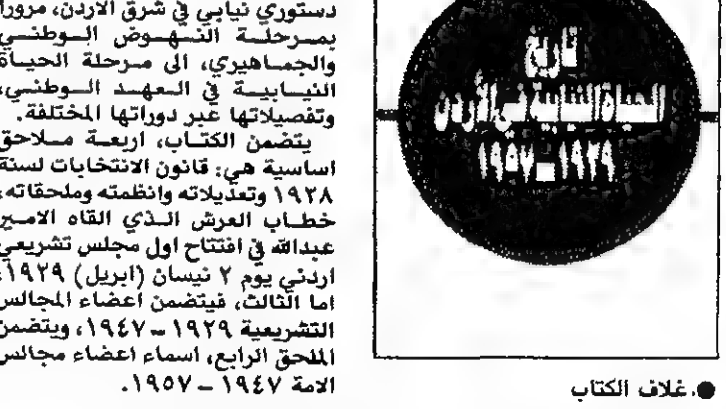 دستوري نيابي في شرق الاردن، مروراً
بمرحلة النهوض الوطني
والجماهيري، الى مرحلة الحياة
النيابية في العهد الوطني،
وتفصيلاتها عبر دوراتها المختلفة.
يتضمن الكتاب، اربعة ملاحق
اساسية هي: قانون الانتخابات لسنة
١٩٢٨ وتعديلاته وانظمته وملحقاته،
خطاب العرش الذي القاه الامير
عبدالله في افتتاح اول مجلس تشريعي
اردني يوم ٢ نيسان (ابريل) ١٩٢٩،
اما الثالث، فيتضمن اعضاء المجالس
التشريعية ١٩٢٩ - ١٩٤٧، ويتضمن
الملحق الرابع، اسماء اعضاء مجالس
الامة ١٩٤٧ - ١٩٥٧.
تاريخ
الحياة النيابية في الأردن
١٩٢٩ - ١٩٥٧
● غلاف الكتاب